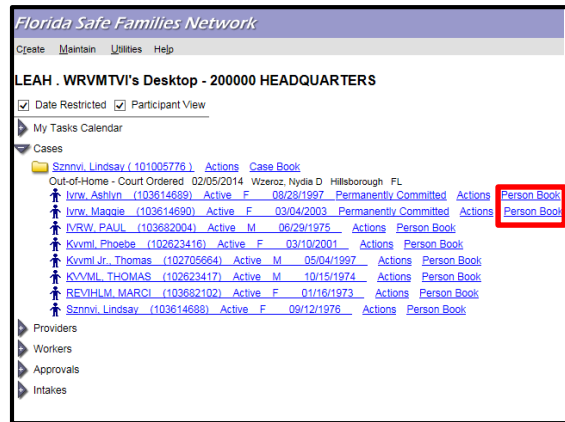 Florida Safe Families Network
Create Maintain Utilities Help
LEAH . WRVMTVI's Desktop - 200000 HEADQUARTERS
Date Restricted Participant View
My Tasks Calendar
Cases
Sznnvi, Lindsay ( 101005776 ) Actions Case Book
Out-of-Home - Court Ordered 02/05/2014 Wzeroz, Nydia D Hillsborough FL
Ivrw, Ashlyn (103614689) Active F 08/28/1997 Permanently Committed Actions Person Book
Ivrw, Maggie (103614690) Active F 03/04/2003 Permanently Committed Actions Person Book
IVRW, PAUL (103682004) Active M 06/29/1975 Actions Person Book
Kvvml, Phoebe (102623416) Active F 03/10/2001 Actions Person Book
Kvvml Jr., Thomas (102705664) Active M 05/04/1997 Actions Person Book
KVVML, THOMAS (102623417) Active M 10/15/1974 Actions Person Book
REVIHLM, MARCI (103682102) Active F 01/16/1973 Actions Person Book
Sznnvi, Lindsay (103614688) Active F 09/12/1976 Actions Person Book
Providers
Workers
Approvals
Intakes